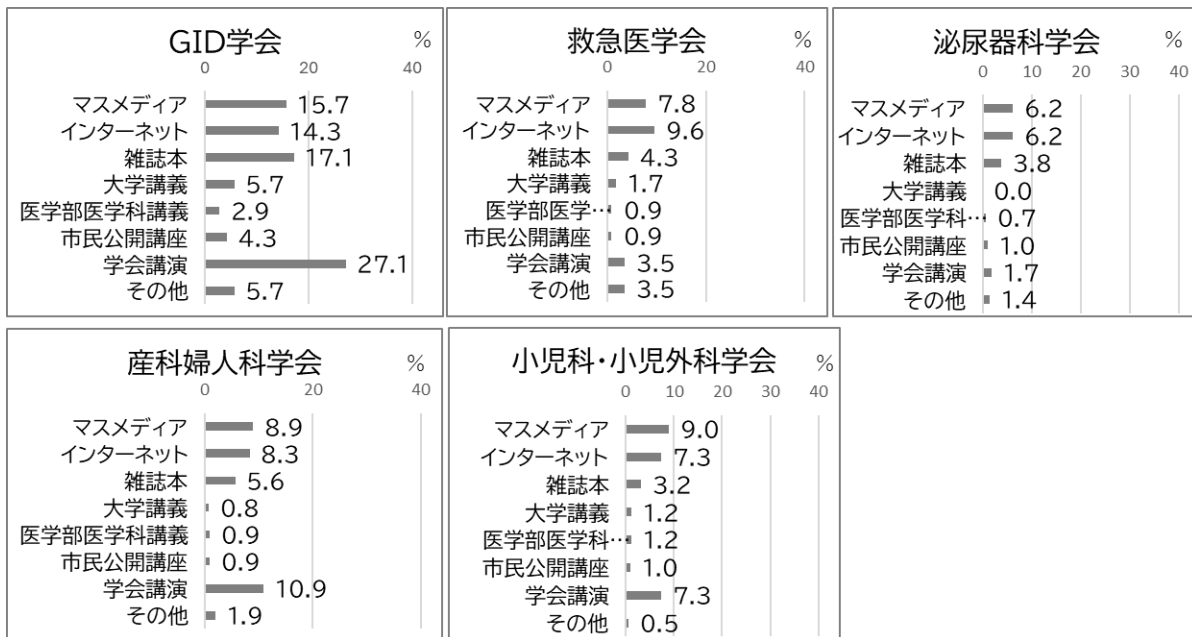 GID学会 %
0 20 40
マスメディア 15.7
インターネット 14.3
雑誌本 17.1
大学講義 5.7
医学部医学科講義 2.9
市民公開講座 4.3
学会講演 27.1
その他 5.7
救急医学会 %
0 20 40
マスメディア 7.8
インターネット 9.6
雑誌本 4.3
大学講義 1.7
医学部医学… 0.9
市民公開講座 0.9
学会講演 3.5
その他 3.5
泌尿器科学会 %
0 10 20 30 40
マスメディア 6.2
インターネット 6.2
雑誌本 3.8
大学講義 0.0
医学部医学科… 0.7
市民公開講座 1.0
学会講演 1.7
その他 1.4
産科婦人科学会 %
0 20 40
マスメディア 8.9
インターネット 8.3
雑誌本 5.6
大学講義 0.8
医学部医学科講義 0.9
市民公開講座 0.9
学会講演 10.9
その他 1.9
小児科・小児外科学会 %
0 10 20 30 40
マスメディア 9.0
インターネット 7.3
雑誌本 3.2
大学講義 1.2
医学部医学科… 1.2
市民公開講座 1.0
学会講演 7.3
その他 0.5